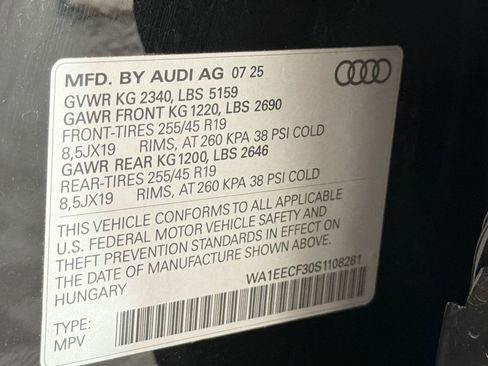 MFD. BY AUDI AG 07 25
GVWR KG 2340, LBS 5159
GAWR FRONT KG 1220, LBS 2690
FRONT-TIRES 255/45 R19
8,5JX19 RIMS, AT 260 KPA 38 PSI COLD
GAWR REAR KG 1200, LBS 2646
REAR-TIRES 255/45 R19
8,5JX19 RIMS, AT 260 KPA 38 PSI COLD
THIS VEHICLE CONFORMS TO ALL APPLICABLE
U.S. FEDERAL MOTOR VEHICLE SAFETY AND
THEFT PREVENTION STANDARDS IN EFFECT ON
THE DATE OF MANUFACTURE SHOWN ABOVE.
HUNGARY
WA1EECF30S1108281
TYPE:
MPV